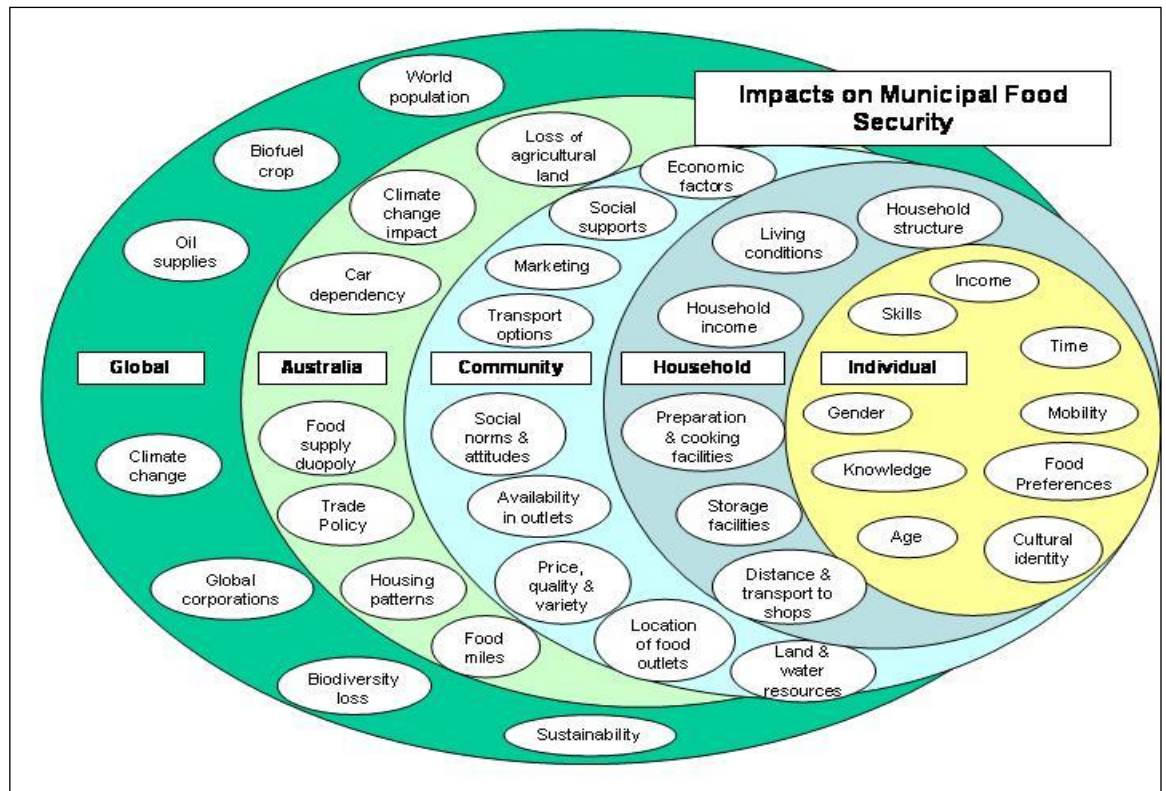 Impacts on Municipal Food
Security
World
population
Biofuel
crop
Oil
supplies
Global
Climate
change
Global
corporations
Biodiversity
loss
Sustainability
Loss of
agricultural
land
Climate
change
impact
Car
dependency
Australia
Food
supply
duopoly
Trade
Policy
Housing
patterns
Food
miles
Economic
factors
Social
supports
Marketing
Transport
options
Community
Social
norms &
attitudes
Availability
in outlets
Price,
quality &
variety
Location
of food
outlets
Land &
water
resources
Household
structure
Living
conditions
Household
income
Household
Preparation
& cooking
facilities
Storage
facilities
Distance &
transport to
shops
Income
Skills
Time
Individual
Gender
Mobility
Knowledge
Food
Preferences
Age
Cultural
identity